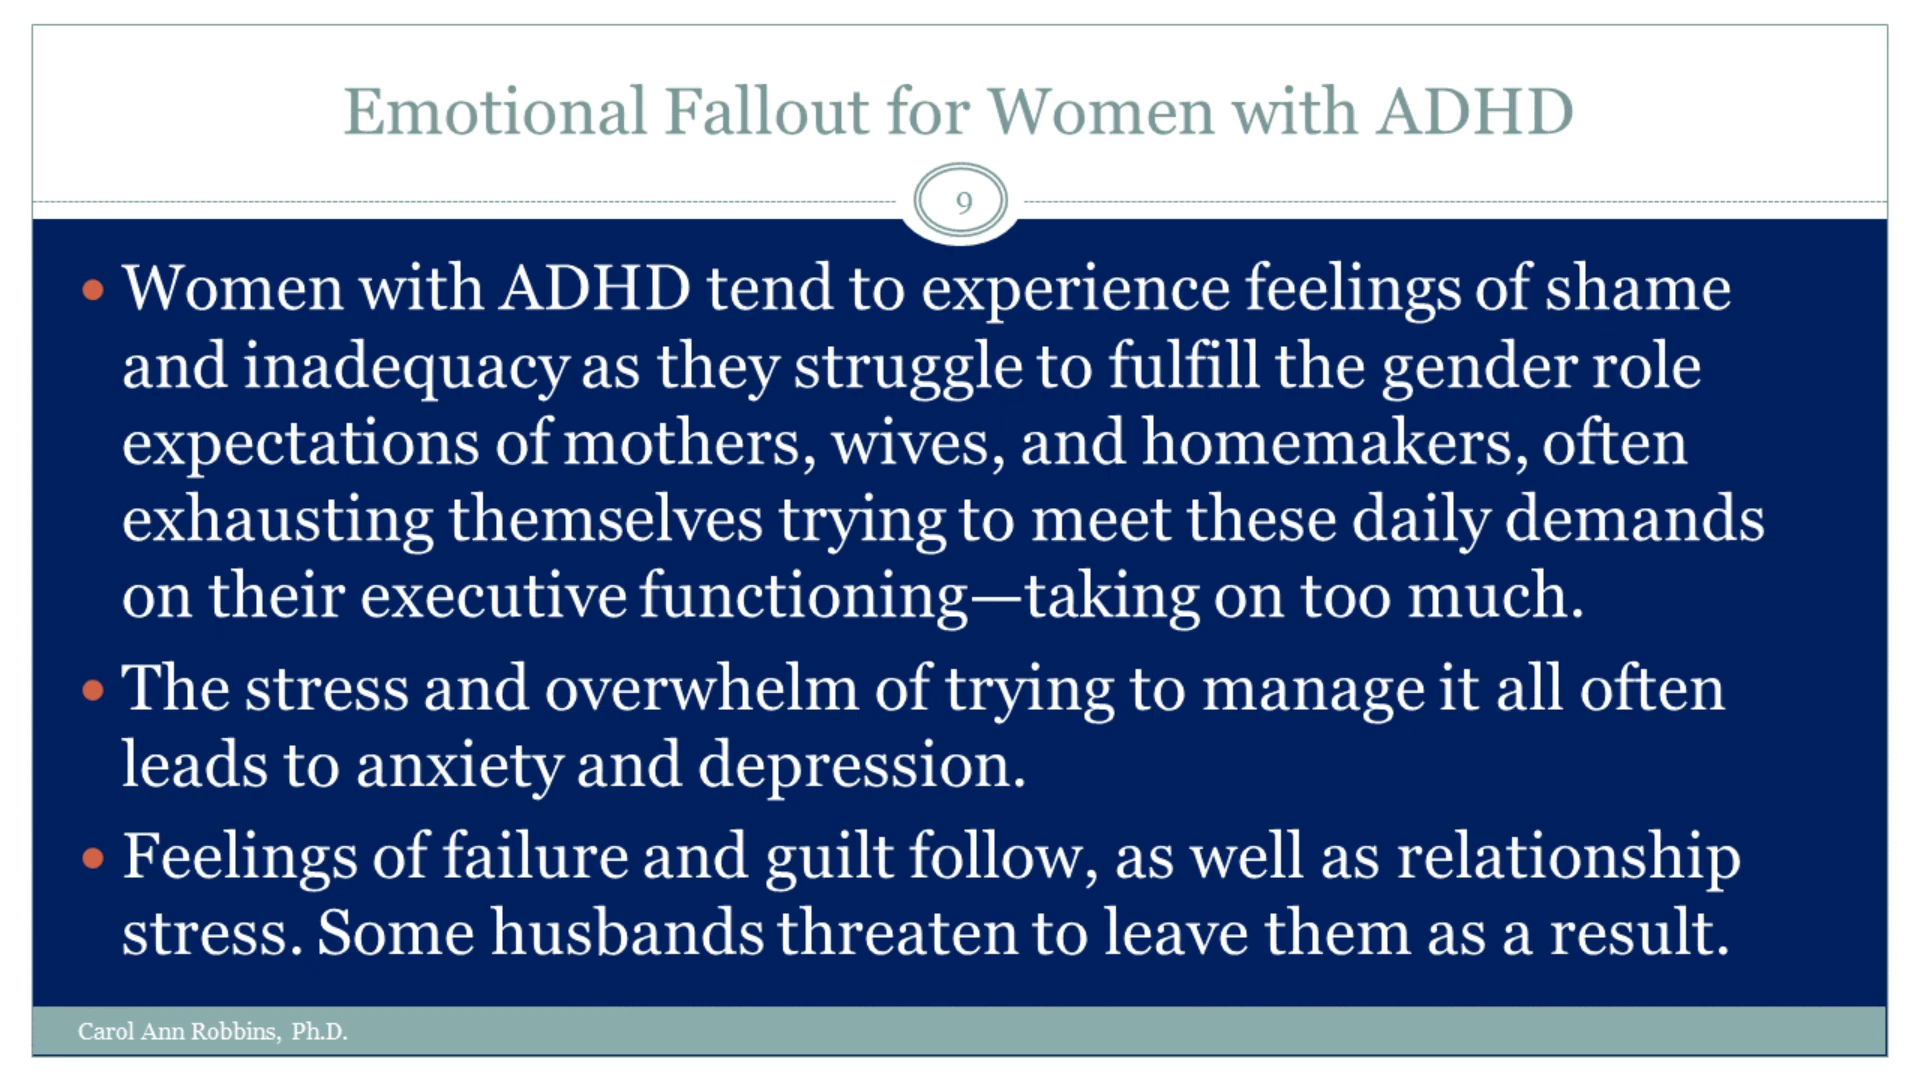 Emotional Fallout for Women with ADHD
9
• Women with ADHD tend to experience feelings of shame
and inadequacy as they struggle to fulfill the gender role
expectations of mothers, wives, and homemakers, often
exhausting themselves trying to meet these daily demands
on their executive functioning—taking on too much.
• The stress and overwhelm of trying to manage it all often
leads to anxiety and depression.
• Feelings of failure and guilt follow, as well as relationship
stress. Some husbands threaten to leave them as a result.
Carol Ann Robbins, Ph.D.